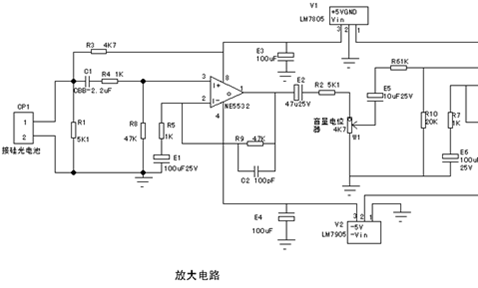 V1
+5VGND
Vin
LM7805
3 2 1
R3 4K7
E3
100uF
8
C1
CBB-2.2uF
R4 1K
3
I+
1
2
I-
NE5532
4
E2
47u25V
R2 5K1
E5
10uF25V
R61K
CP1
1
2
接硅光电池
R1
5K1
R8
47K
R5
1K
E1
100uF25V
R9 47K
C2 100pF
音量电位
器
4K7
W1
R10
20K
R7
1K
E6
100uF
25V
E4
100uF
V2
LM7905
3 2 1
-5V
-Vin
放大电路